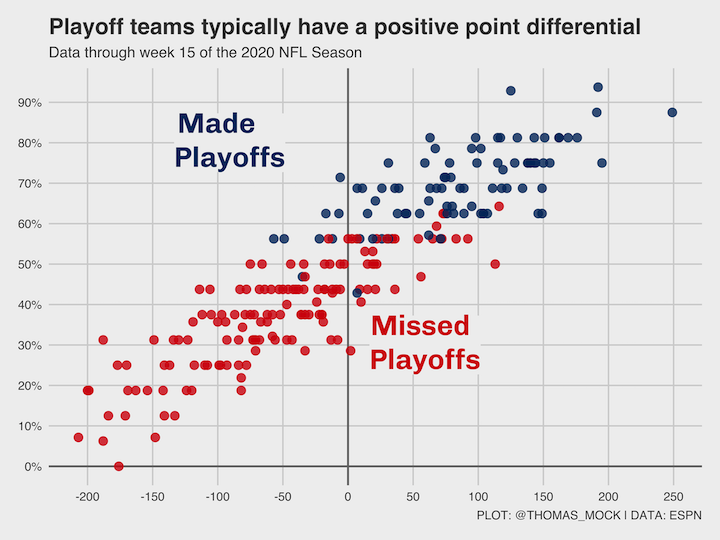 Playoff teams typically have a positive point differential
Data through week 15 of the 2020 NFL Season
90%
80%
70%
60%
50%
40%
30%
20%
10%
0%
Made
Playoffs
Missed
Playoffs
-200 -150 -100 -50 0 50 100 150 200 250
PLOT: @THOMAS_MOCK | DATA: ESPN